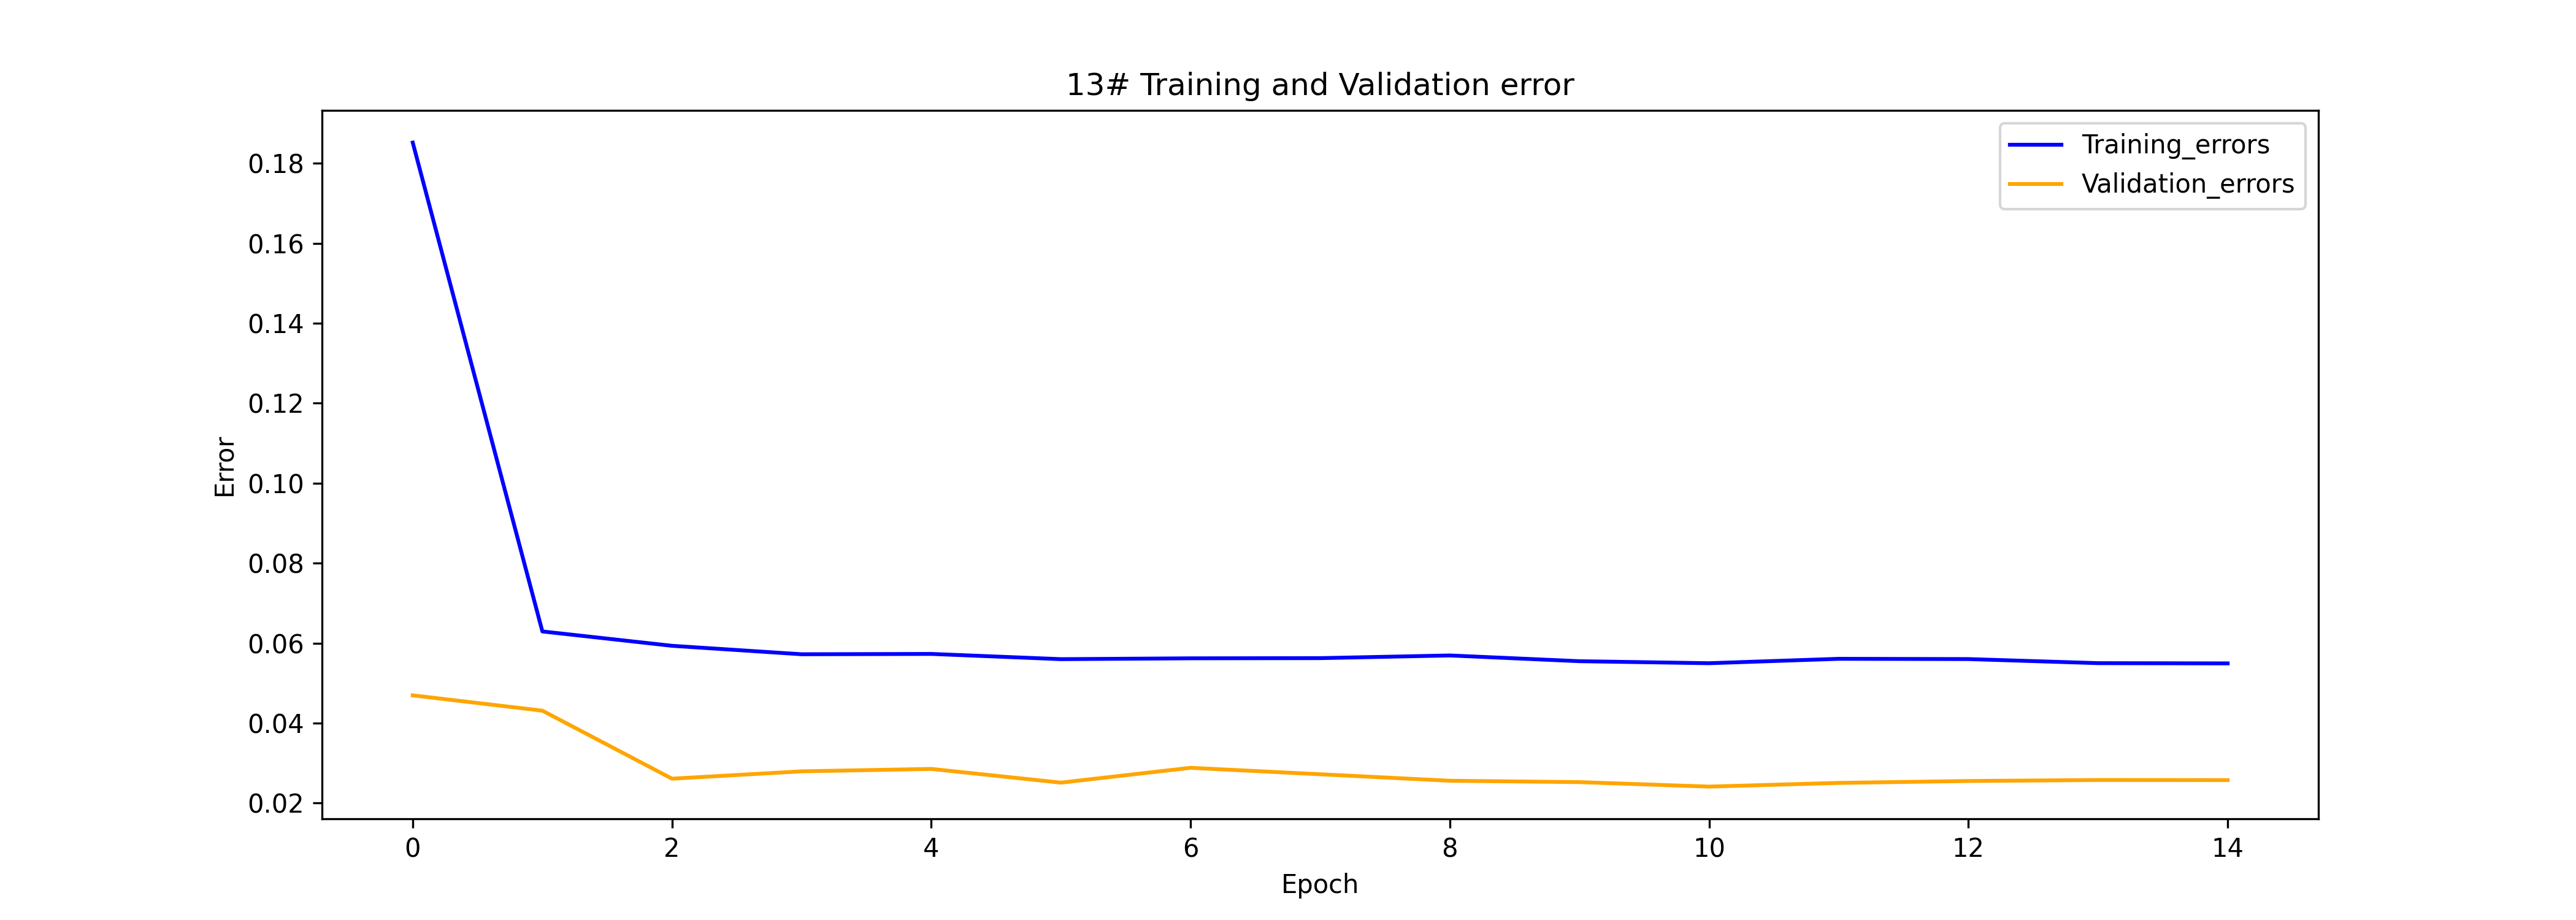 13# Training and Validation error
Training_errors
Validation_errors
0.18
0.16
0.14
0.12
0.10
0.08
0.06
0.04
0.02
Error
0 2 4 6 8 10 12 14
Epoch